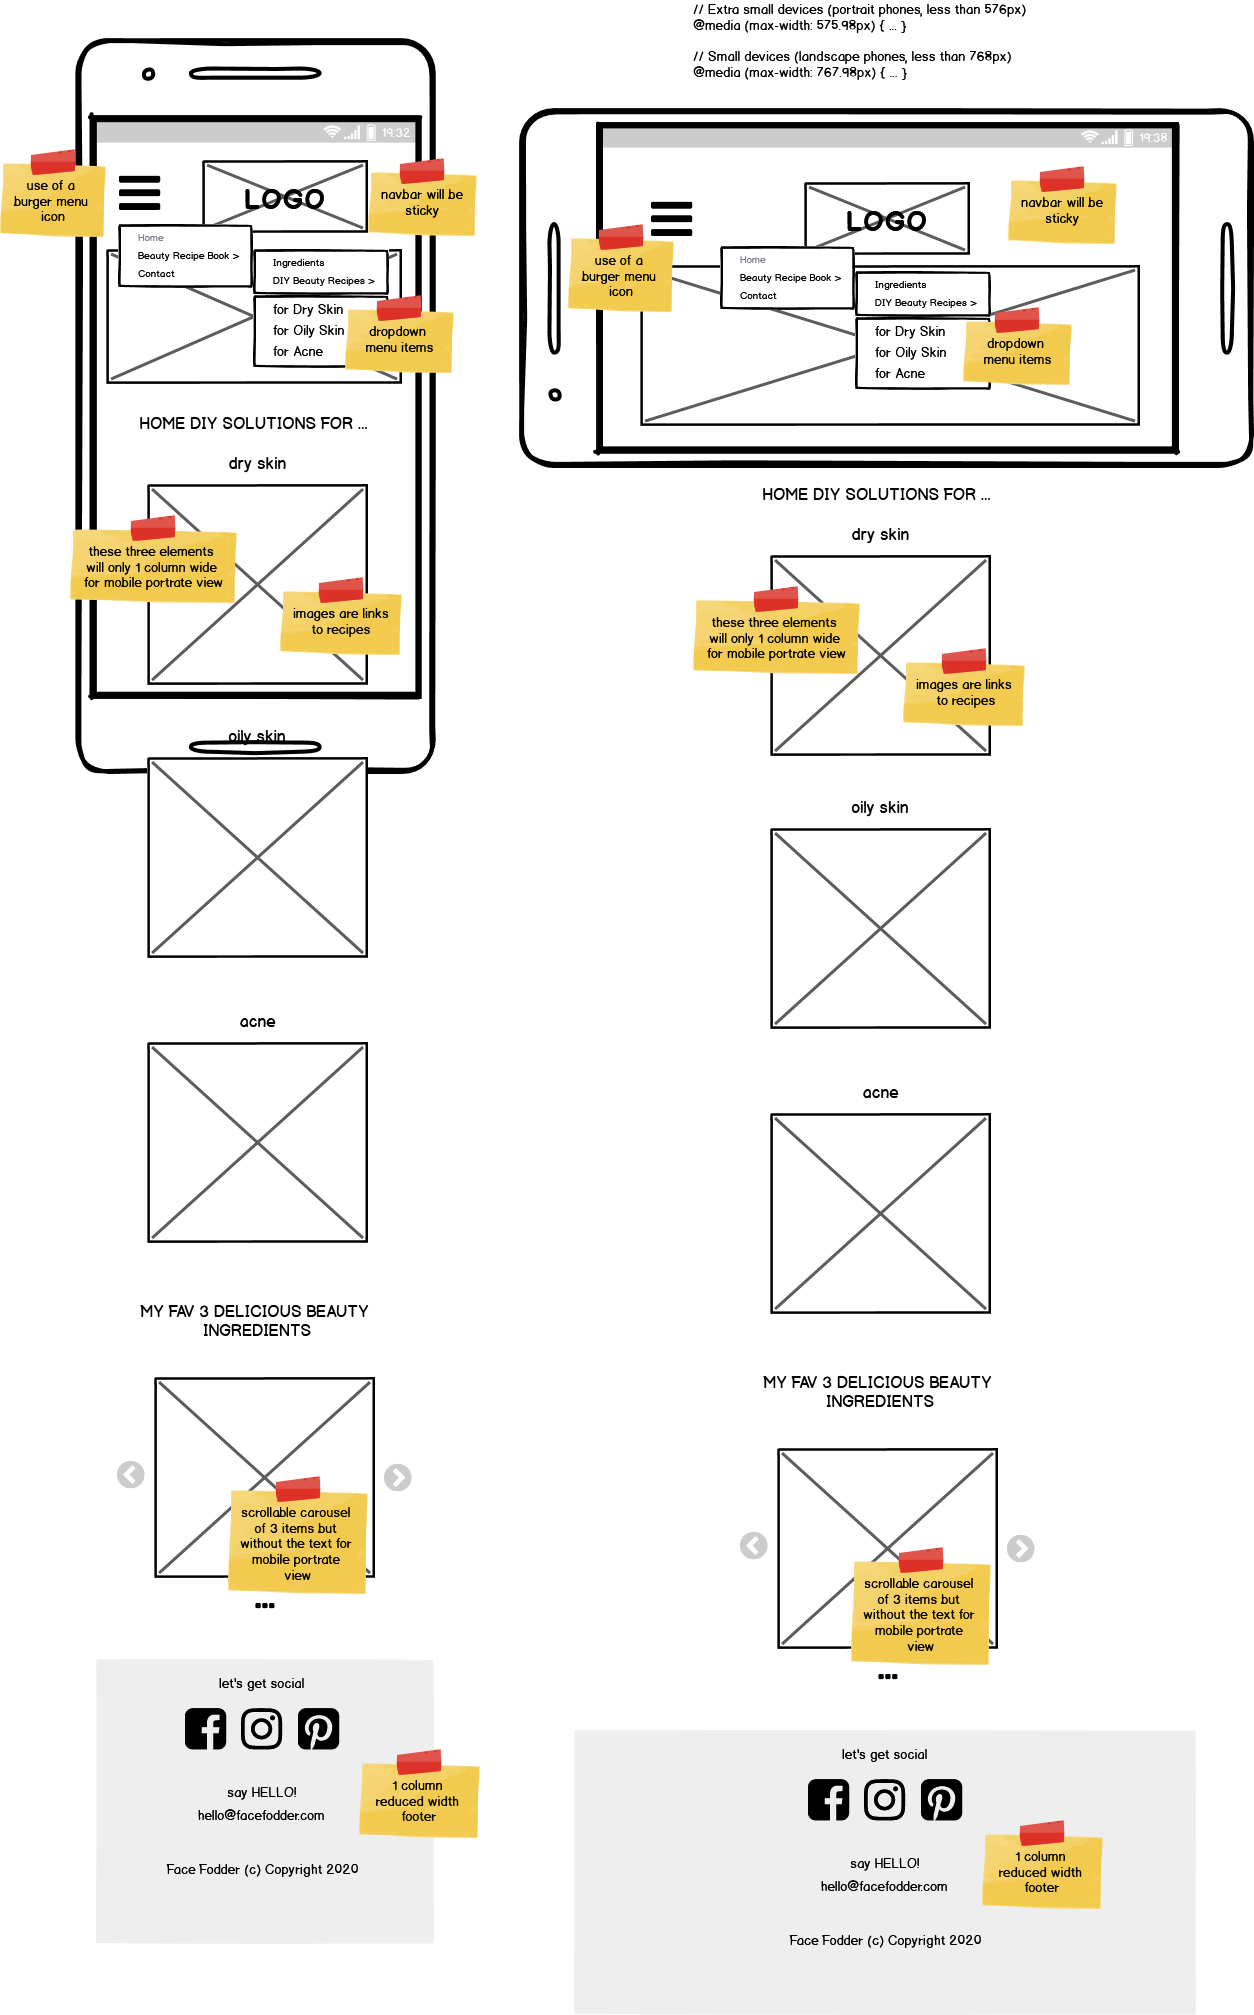 // Extra small devices (portrait phones, less than 576px)
@media (max-width: 575.98px) { ... }
// Small devices (landscape phones, less than 768px)
@media (max-width: 767.98px) { ... }
19:32
use of a
burger menu
icon
LOGO
navbar will be
sticky
Home
Beauty Recipe Book >
Contact
Ingredients
DIY Beauty Recipes >
for Dry Skin
for Oily Skin
for Acne
dropdown
menu items
HOME DIY SOLUTIONS FOR ...
dry skin
these three elements
will only 1 column wide
for mobile portrate view
images are links
to recipes
oily skin
acne
MY FAV 3 DELICIOUS BEAUTY
INGREDIENTS
scrollable carousel
of 3 items but
without the text for
mobile portrate
view
let's get social
say HELLO!
hello@facefodder.com
1 column
reduced width
footer
Face Fodder (c) Copyright 2020
19:38
LOGO
navbar will be
sticky
use of a
burger menu
icon
Home
Beauty Recipe Book >
Contact
Ingredients
DIY Beauty Recipes >
for Dry Skin
for Oily Skin
for Acne
dropdown
menu items
HOME DIY SOLUTIONS FOR ...
dry skin
these three elements
will only 1 column wide
for mobile portrate view
images are links
to recipes
oily skin
acne
MY FAV 3 DELICIOUS BEAUTY
INGREDIENTS
scrollable carousel
of 3 items but
without the text for
mobile portrate
view
let's get social
say HELLO!
hello@facefodder.com
1 column
reduced width
footer
Face Fodder (c) Copyright 2020